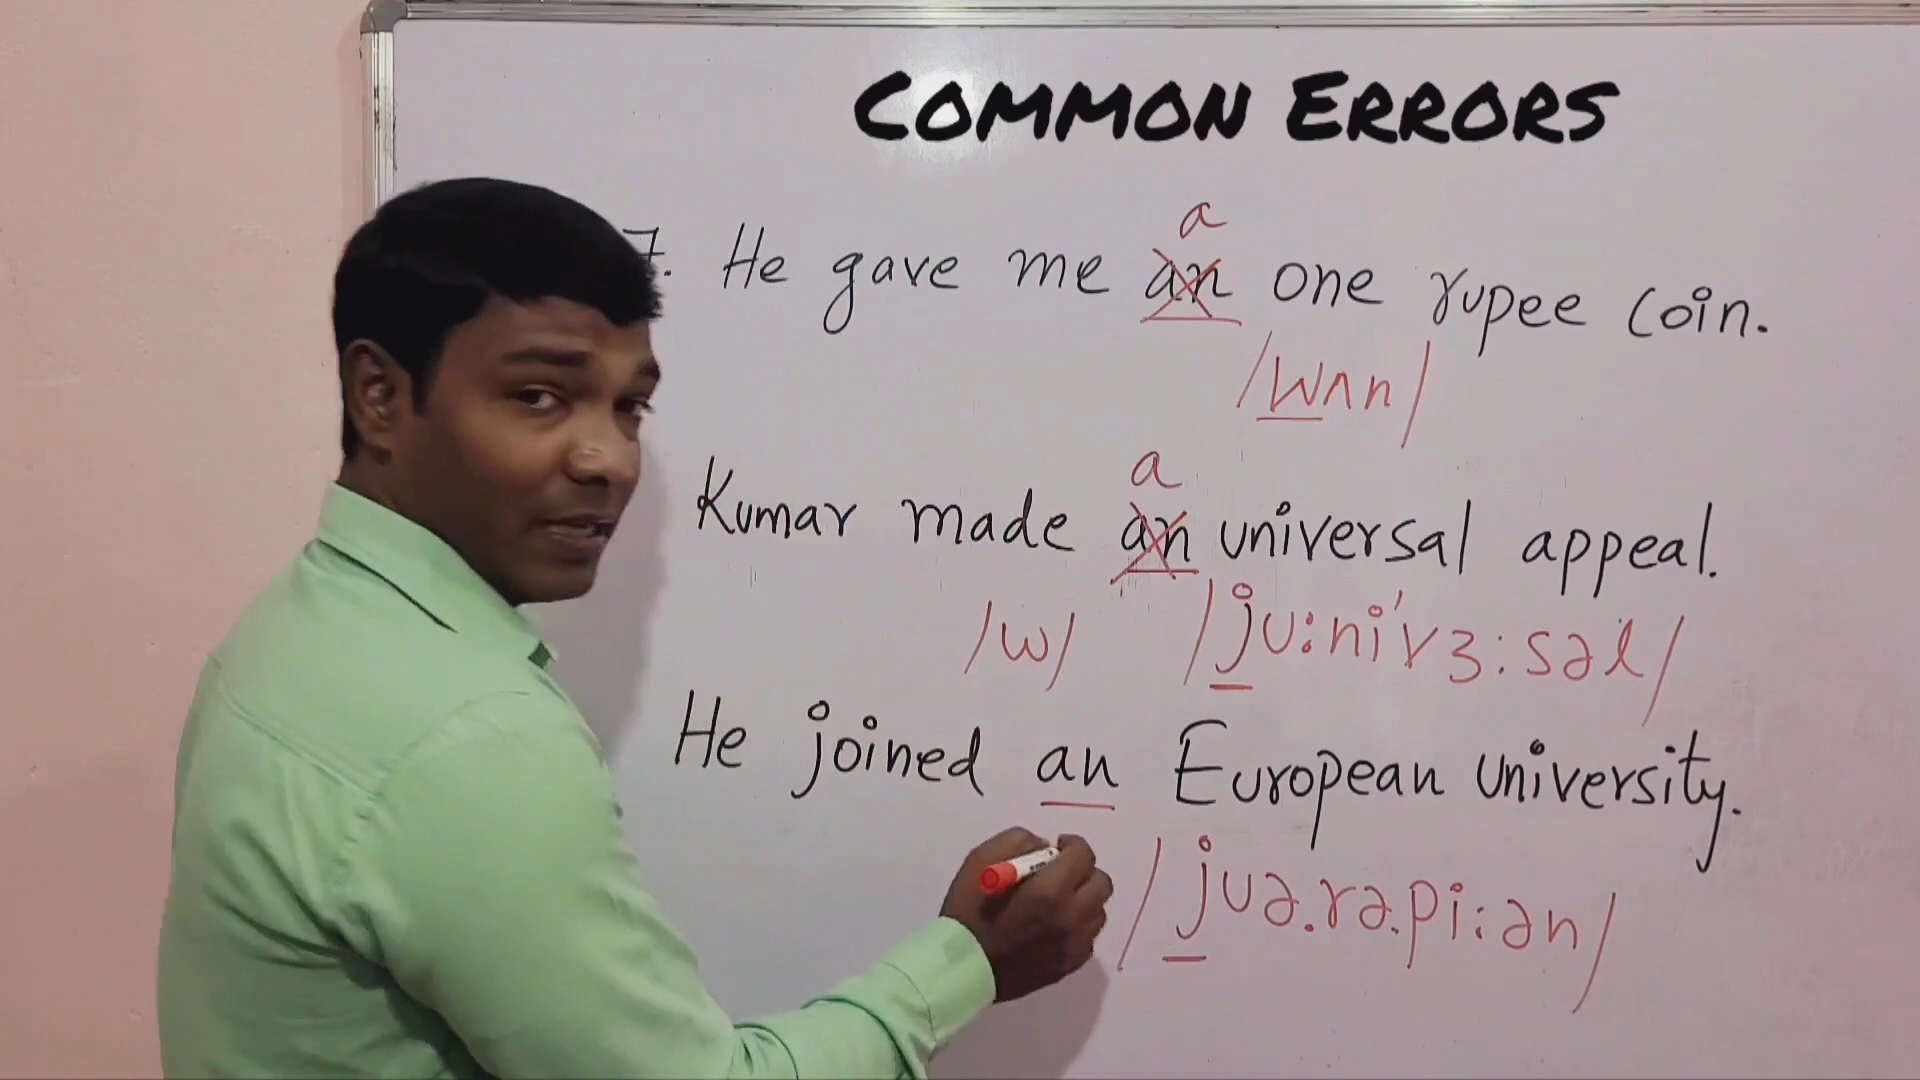 COMMON ERRORS
a
7. He gave me an one rupee coin.
/wʌn/
a
Kumar made an universal appeal.
/w/ /ju:ni'vɜ:səl/
He joined an European university.
/juə.rə.pi:ən/